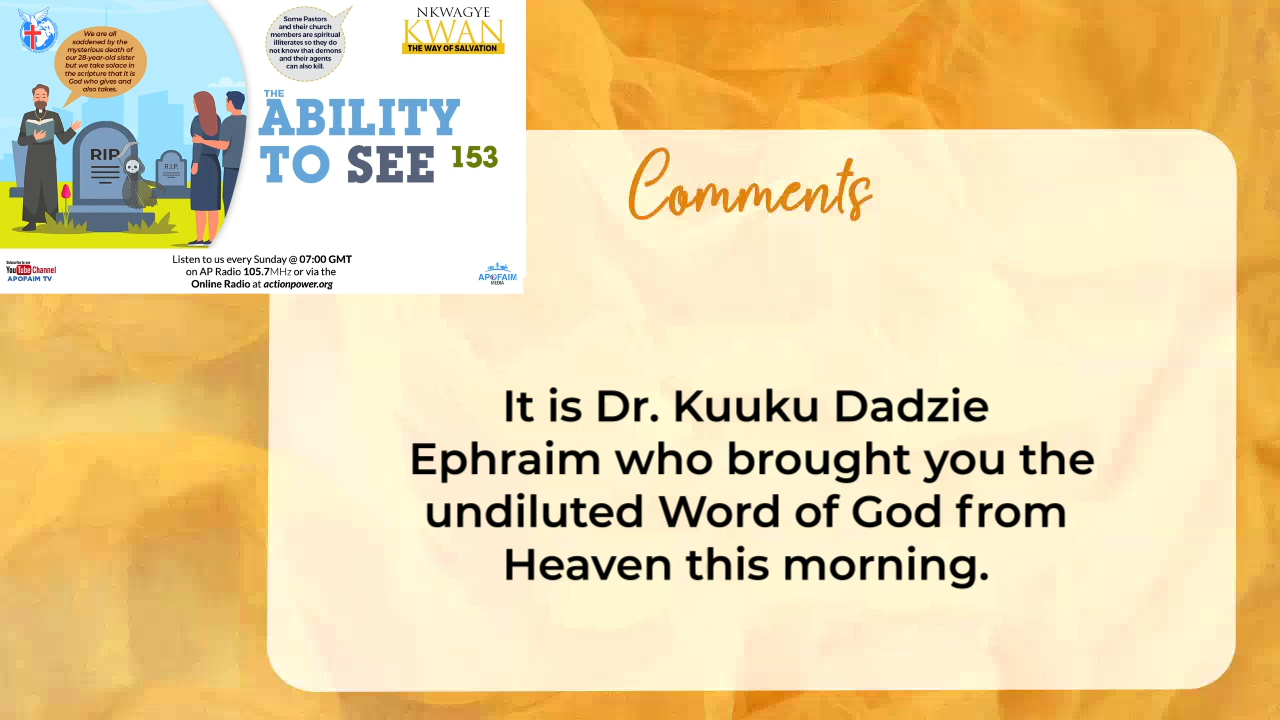 We are all
saddened by the
mysterious death of
our 28-year-old sister
but we take solace in
the scripture that it is
God who gives and
also takes.
Some Pastors
and their church
members are spiritual
illiterates so they do
not know that demons
and their agents
can also kill.
NKWAGYE
KWAN
THE WAY OF SALVATION
THE
ABILITY
TO SEE 153
RIP
R.I.P.
Listen to us every Sunday @ 07:00 GMT
on AP Radio 105.7MHz or via the
Online Radio at actionpower.org
YouTube Channel
APOFAIM TV
APOFAIM
MEDIA
Comments
It is Dr. Kuuku Dadzie
Ephraim who brought you the
undiluted Word of God from
Heaven this morning.